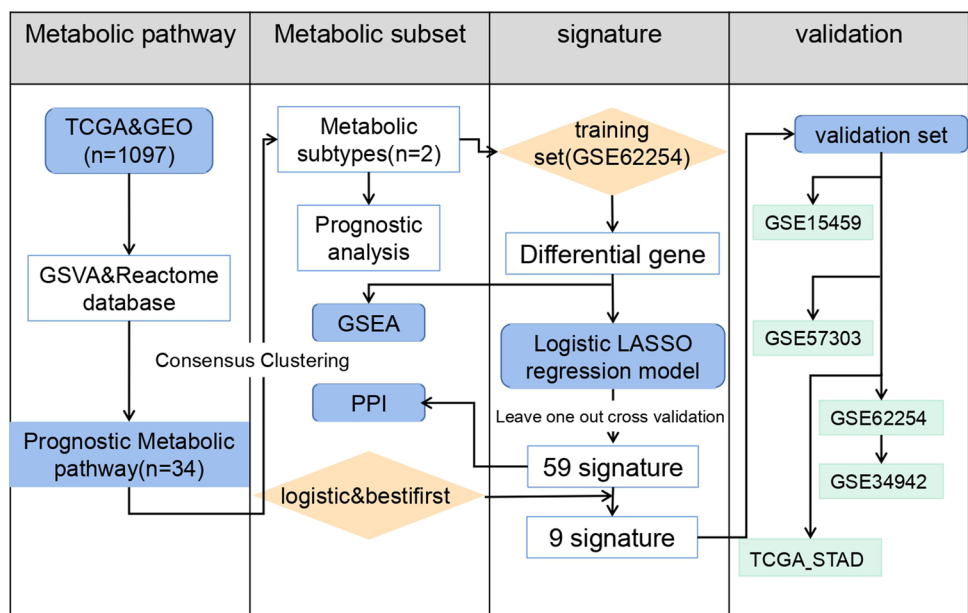 Metabolic pathway
Metabolic subset
signature
validation
TCGA&GEO
(n=1097)
GSVA&Reactome
database
Consensus Clustering
Prognostic Metabolic
pathway(n=34)
Metabolic
subtypes(n=2)
Prognostic
analysis
GSEA
PPI
logistic&bestifirst
training
set(GSE62254)
Differential gene
Logistic LASSO
regression model
Leave one out cross validation
59 signature
9 signature
validation set
GSE15459
GSE57303
GSE62254
GSE34942
TCGA_STAD